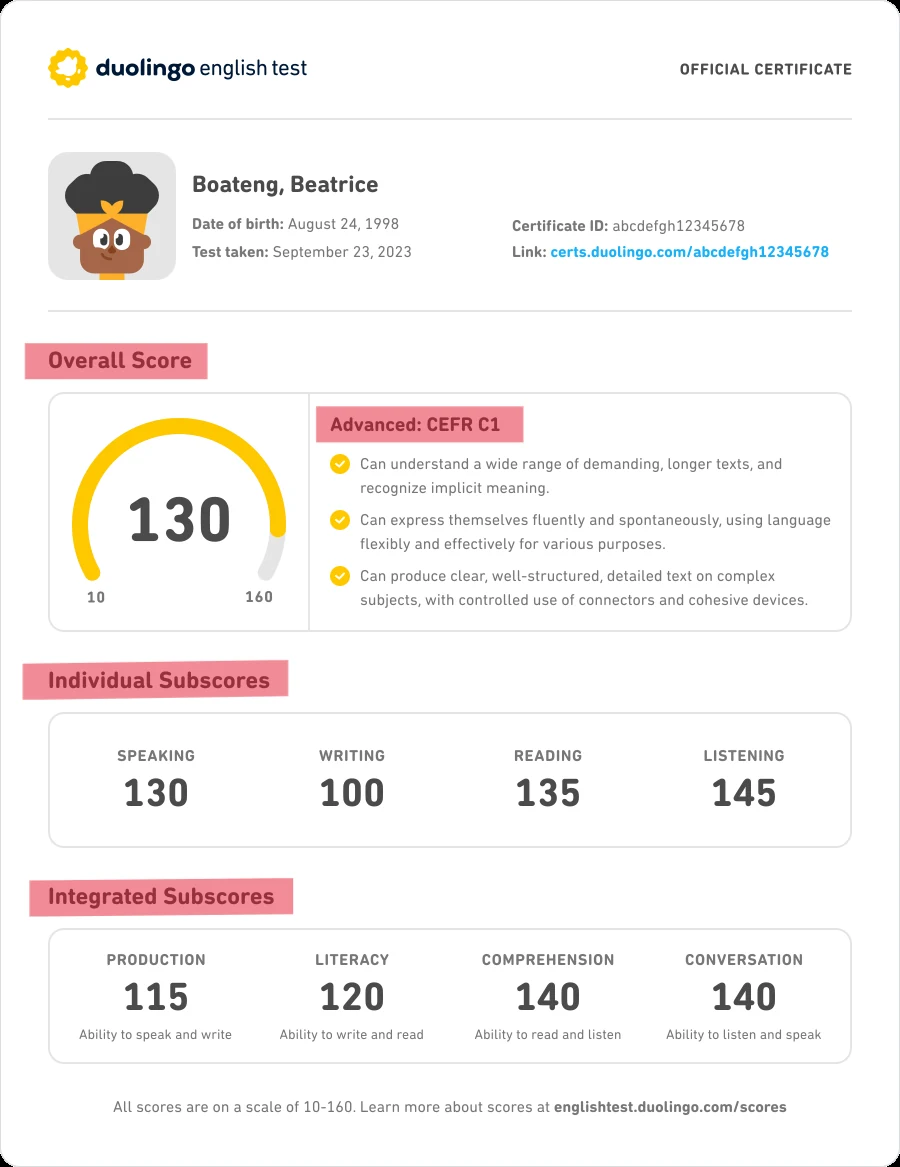 duolingo english test
OFFICIAL CERTIFICATE
Boateng, Beatrice
Date of birth: August 24, 1998
Test taken: September 23, 2023
Certificate ID: abcdefgh12345678
Link: certs.duolingo.com/abcdefgh12345678
Overall Score
130
10
160
Advanced: CEFR C1
Can understand a wide range of demanding, longer texts, and
recognize implicit meaning.
Can express themselves fluently and spontaneously, using language
flexibly and effectively for various purposes.
Can produce clear, well-structured, detailed text on complex
subjects, with controlled use of connectors and cohesive devices.
Individual Subscores
SPEAKING
130
WRITING
100
READING
135
LISTENING
145
Integrated Subscores
PRODUCTION
115
Ability to speak and write
LITERACY
120
Ability to write and read
COMPREHENSION
140
Ability to read and listen
CONVERSATION
140
Ability to listen and speak
All scores are on a scale of 10-160. Learn more about scores at englishtest.duolingo.com/scores